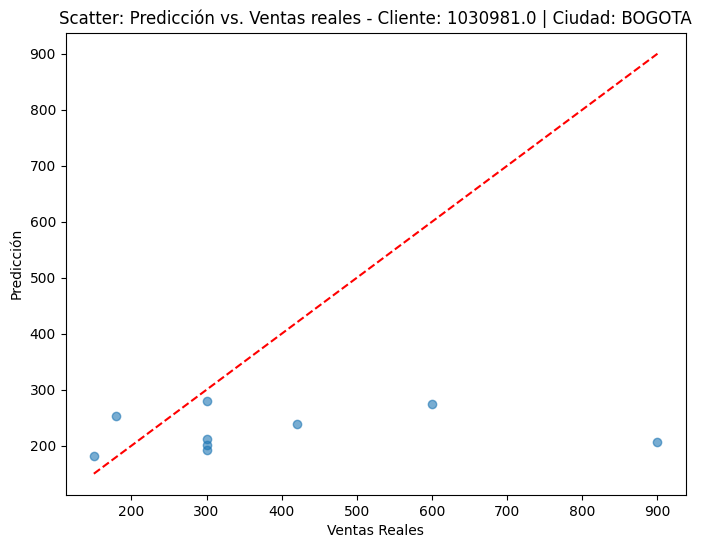 Scatter: Predicción vs. Ventas reales - Cliente: 1030981.0 | Ciudad: BOGOTA
900
800
700
600
500
400
300
200
Predicción
200 300 400 500 600 700 800 900
Ventas Reales